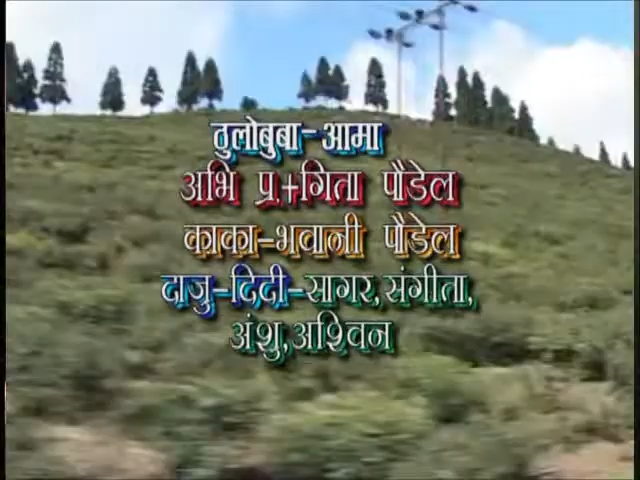 ठुलोबुबा-आमा
अभि प्र.+गिता पौडेल
काका-भवानी पौडेल
दाजु-दिदी-सागर,संगीता,
अंशु,अश्विन